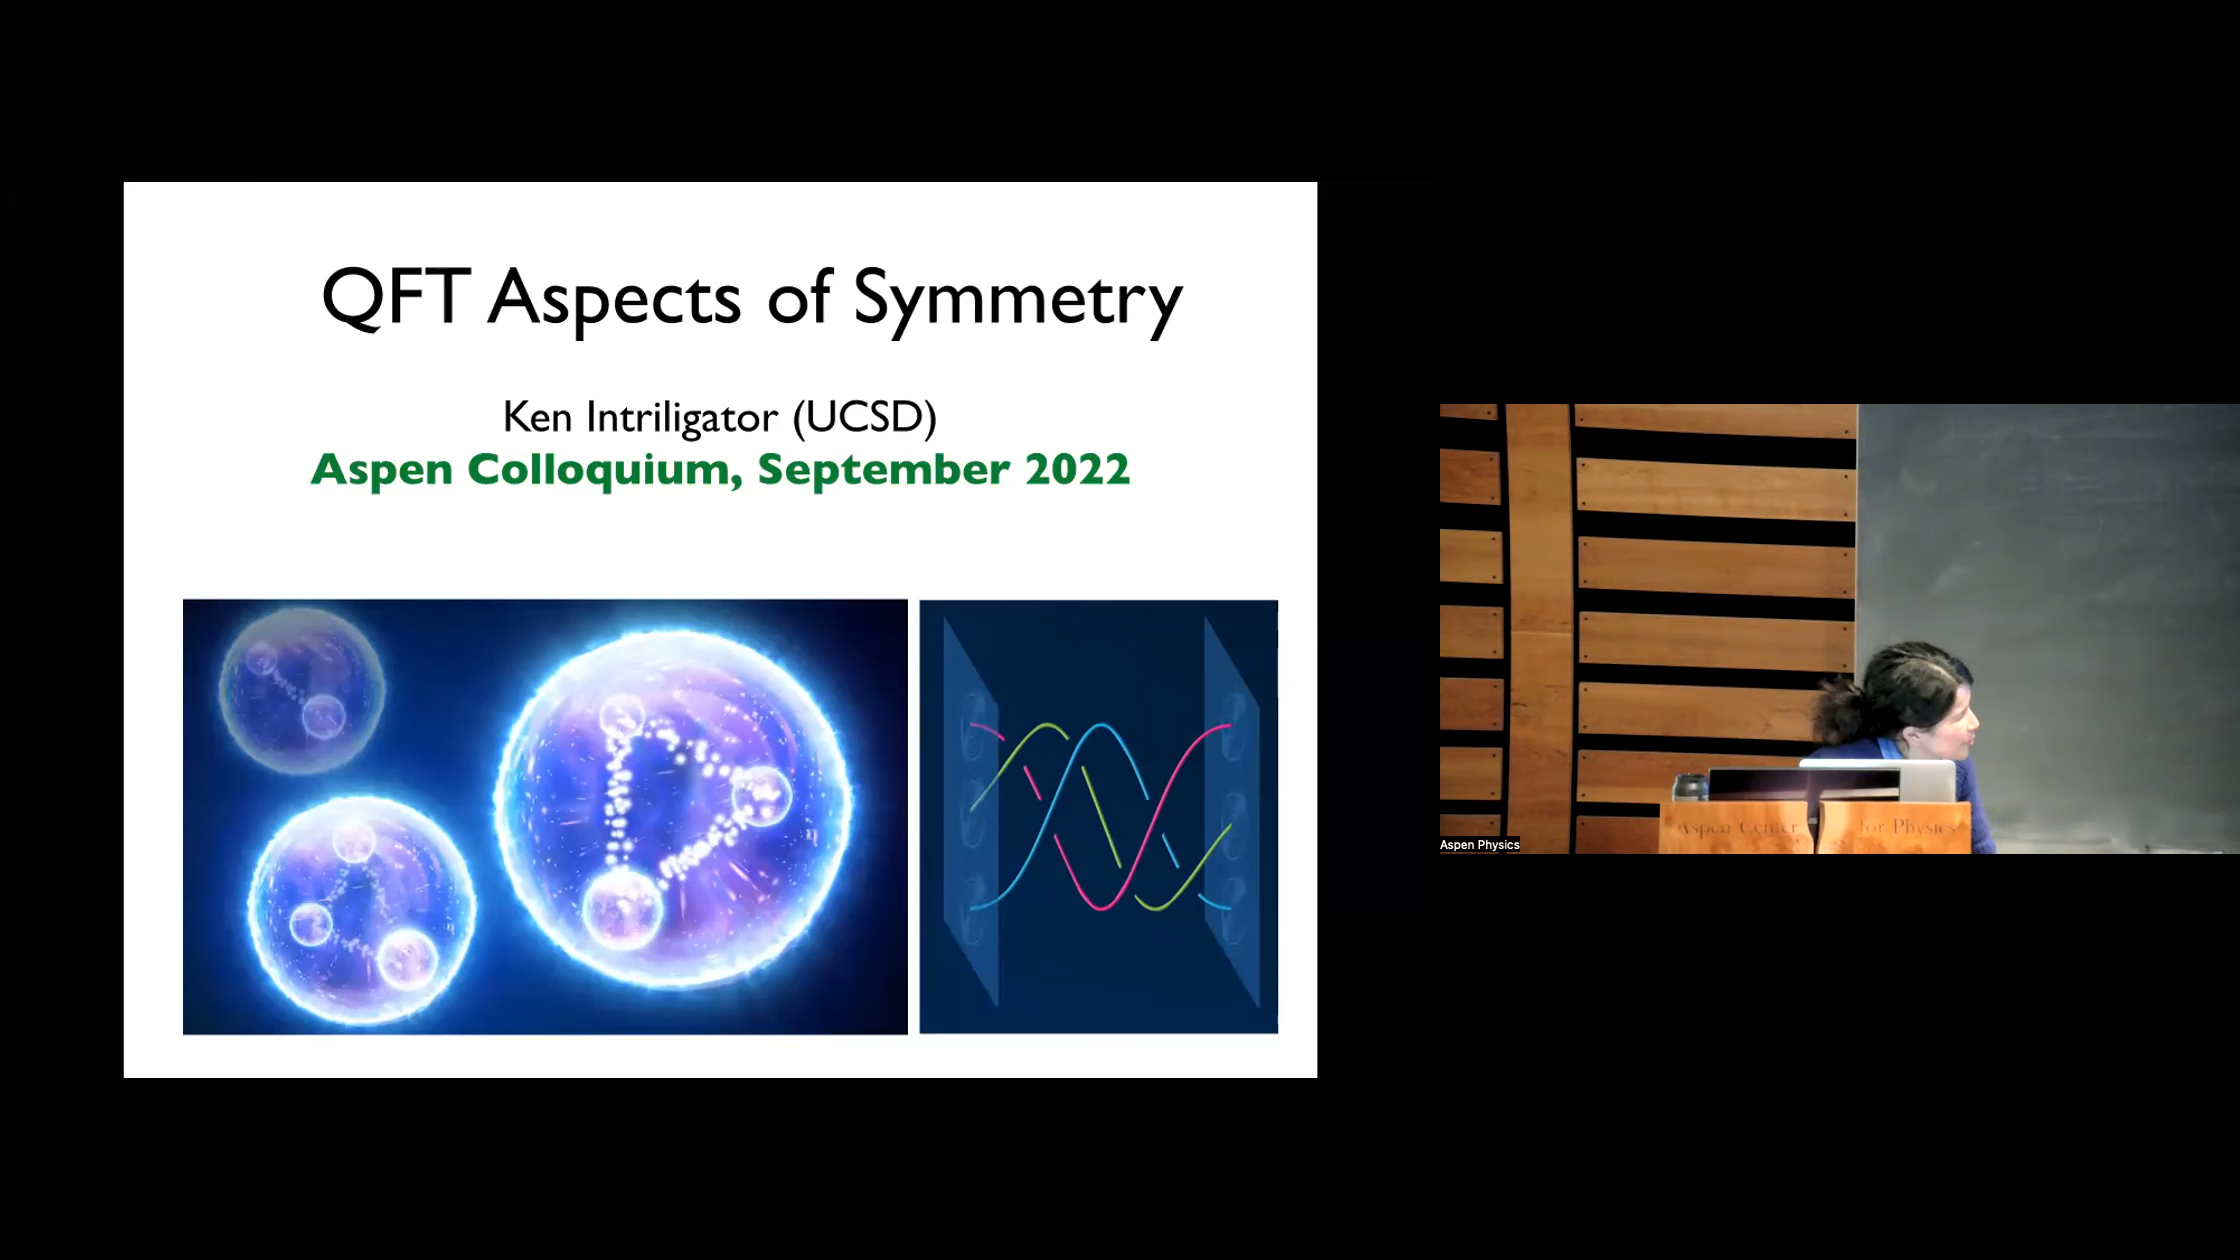 QFT Aspects of Symmetry
Ken Intriligator (UCSD)
Aspen Colloquium, September 2022
Aspen Center for Physics
Aspen Physics